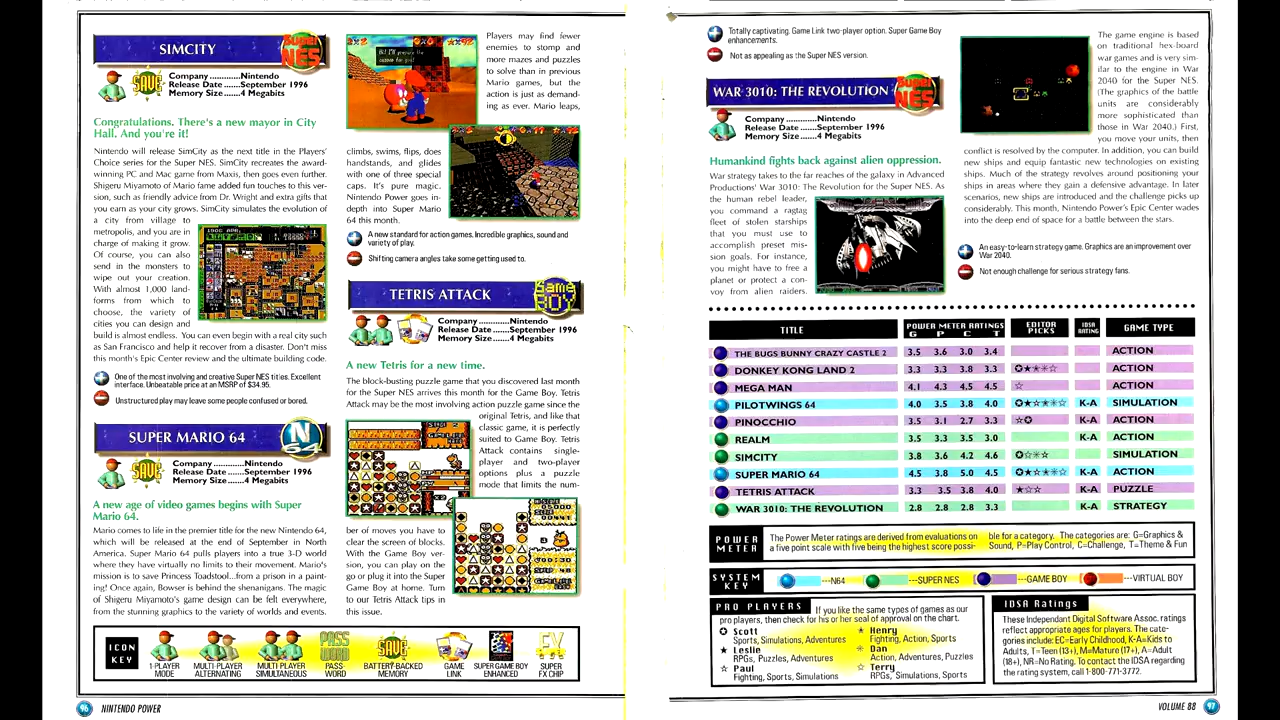 SIMCITY
Super
NES
SAVE
Company .............Nintendo
Release Date .......September 1996
Memory Size .......4 Megabits
Congratulations. There's a new mayor in City
Hall. And you're it!
Nintendo will release SimCity as the next title in the Players'
Choice series for the Super NES. SimCity recreates the award-
winning PC and Mac game from Maxis, then goes even further.
Shigeru Miyamoto of Mario fame added fun touches to this ver-
sion, such as friendly advice from Dr. Wright and extra gifts that
you earn as your city grows. SimCity simulates the evolution of
a city from village to
metropolis, and you are in
charge of making it grow.
Of course, you can also
send in the monsters to
wipe out your creation.
With almost 1,000 land-
forms from which to
choose, the variety of
cities you can design and
build is almost endless. You can even begin with a real city such
as San Francisco and help it recover from a disaster. Don't miss
this month's Epic Center review and the ultimate building code.
One of the most involving and creative Super NES titles. Excellent
interface. Unbeatable price at an MSRP of $34.95.
Unstructured play may leave some people confused or bored.
SUPER MARIO 64
N
64
SAVE
Company .............Nintendo
Release Date .......September 1996
Memory Size .......4 Megabits
A new age of video games begins with Super
Mario 64.
Mario comes to life in the premier title for the new Nintendo 64,
which will be released at the end of September in North
America. Super Mario 64 pulls players into a true 3-D world
where they have virtually no limits to their movement. Mario's
mission is to save Princess Toadstool...from a prison in a paint-
ing! Once again, Bowser is behind the shenanigans. The magic
of Shigeru Miyamoto's game design can be felt everywhere,
from the stunning graphics to the variety of worlds and events.
Players may find fewer
enemies to stomp and
more mazes and puzzles
to solve than in previous
Mario games, but the
action is just as demand-
ing as ever. Mario leaps,
climbs, swims, flips, does
handstands, and glides
with one of three special
caps. It's pure magic.
Nintendo Power goes in-
depth into Super Mario
64 this month.
A new standard for action games. Incredible graphics, sound and
variety of play.
Shifting camera angles take some getting used to.
TETRIS ATTACK
Game
BOY
Company .............Nintendo
Release Date .......September 1996
Memory Size .......4 Megabits
A new Tetris for a new time.
The block-busting puzzle game that you discovered last month
for the Super NES arrives this month for the Game Boy. Tetris
Attack may be the most involving action puzzle game since the
original Tetris, and like that
classic game, it is perfectly
suited to Game Boy. Tetris
Attack contains single-
player and two-player
options plus a puzzle
mode that limits the num-
ber of moves you have to
clear the screen of blocks.
With the Game Boy ver-
sion, you can play on the
go or plug it into the Super
Game Boy at home. Turn
to our Tetris Attack tips in
this issue.
ICON
KEY
1-PLAYER
MODE
MULTI-PLAYER
ALTERNATING
MULTI PLAYER
SIMULTANEOUS
PASS
WORD
PASS-
WORD
SAVE
BATTERY-BACKED
MEMORY
GAME
LINK
SUPER GAME BOY
ENHANCED
FX
SUPER
FX CHIP
96 NINTENDO POWER
Totally captivating. Game Link two-player option. Super Game Boy
enhancements.
Not as appealing as the Super NES version.
WAR 3010: THE REVOLUTION
Super
NES
Company .............Nintendo
Release Date .......September 1996
Memory Size .......4 Megabits
Humankind fights back against alien oppression.
War strategy takes to the far reaches of the galaxy in Advanced
Productions' War 3010: The Revolution for the Super NES. As
the human rebel leader,
you command a ragtag
fleet of stolen starships
that you must use to
accomplish preset mis-
sion goals. For instance,
you might have to free a
planet or protect a con-
voy from alien raiders.
The game engine is based
on traditional hex-board
war games and is very sim-
ilar to the engine in War
2040 for the Super NES.
(The graphics of the battle
units are considerably
more sophisticated than
those in War 2040.) First,
you move your units, then
conflict is resolved by the computer. In addition, you can build
new ships and equip fantastic new technologies on existing
ships. Much of the strategy revolves around positioning your
ships in areas where they gain a defensive advantage. In later
scenarios, new ships are introduced and the challenge picks up
considerably. This month, Nintendo Power's Epic Center wades
into the deep end of space for a battle between the stars.
An easy-to-learn strategy game. Graphics are an improvement over
War 2040.
Not enough challenge for serious strategy fans.
TITLE POWER METER RATINGS G P C T EDITOR PICKS IDSA RATING GAME TYPE
THE BUGS BUNNY CRAZY CASTLE 2 3.5 3.6 3.0 3.4 ACTION
DONKEY KONG LAND 2 3.3 3.3 3.8 3.3 ✪★✶☆ ACTION
MEGA MAN 4.1 4.3 4.5 4.5 ☆ ACTION
PILOTWINGS 64 4.0 3.5 3.8 4.0 K-A SIMULATION
PINOCCHIO 3.5 3.1 2.7 3.3 ☆✪ K-A ACTION
REALM 3.5 3.3 3.5 3.0 K-A ACTION
SIMCITY 3.8 3.6 4.2 4.6 SIMULATION
SUPER MARIO 64 4.5 3.8 5.0 4.5 K-A ACTION
TETRIS ATTACK 3.3 3.5 3.8 4.0 ★☆☆ K-A PUZZLE
WAR 3010: THE REVOLUTION 2.8 2.8 2.8 3.3 K-A STRATEGY
POWER
METER
The Power Meter ratings are derived from evaluations on
a five point scale with five being the highest score possi-
ble for a category. The categories are: G=Graphics &
Sound, P=Play Control, C=Challenge, T=Theme & Fun
SYSTEM
KEY
---N64 ---SUPER NES ---GAME BOY ---VIRTUAL BOY
PRO PLAYERS
If you like the same types of games as our
pro players, then check for his or her seal of approval on the chart.
✪ Scott
Sports, Simulations, Adventures
★ Leslie
RPGs, Puzzles, Adventures
☆ Paul
Fighting, Sports, Simulations
Henry
Fighting, Action, Sports
Dan
Action, Adventures, Puzzles
☆ Terry
RPGs, Simulations, Sports
IDSA Ratings
These Independent Digital Software Assoc. ratings
reflect appropriate ages for players. The cate-
gories include: EC=Early Childhood, K-A=Kids to
Adults, T=Teen (13+), M=Mature (17+), A=Adult
(18+), NR=No Rating. To contact the IDSA regarding
the rating system, call 1-800-771-3772.
VOLUME 88 97